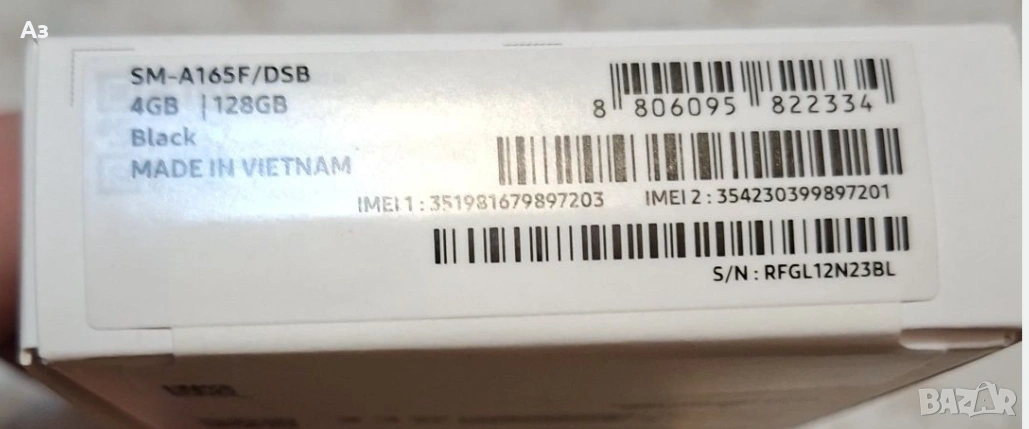 Аз
SM-A165F/DSB
4GB | 128GB
Black
MADE IN VIETNAM
8 806095 822334
IMEI 1 : 351981679897203 IMEI 2 : 354230399897201
S/N : RFGL12N23BL
BAZAR